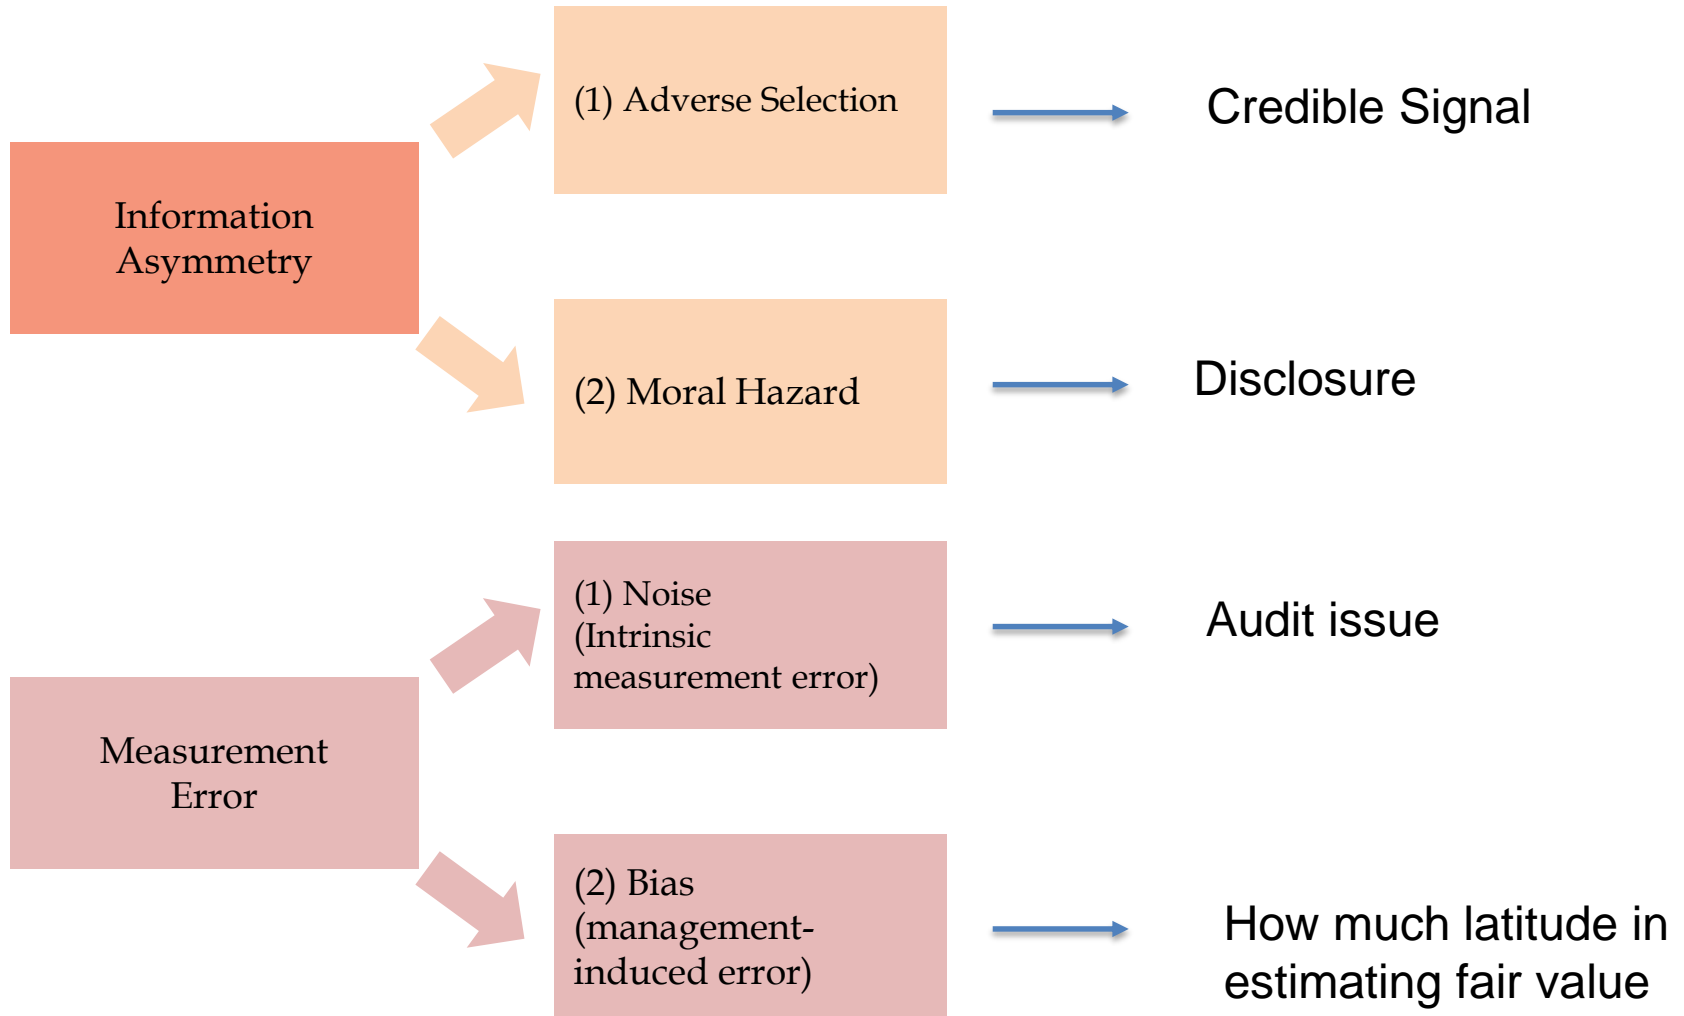 Information
Asymmetry
(1) Adverse Selection
Credible Signal
(2) Moral Hazard
Disclosure
Measurement
Error
(1) Noise
(Intrinsic
measurement error)
Audit issue
(2) Bias
(management-
induced error)
How much latitude in
estimating fair value